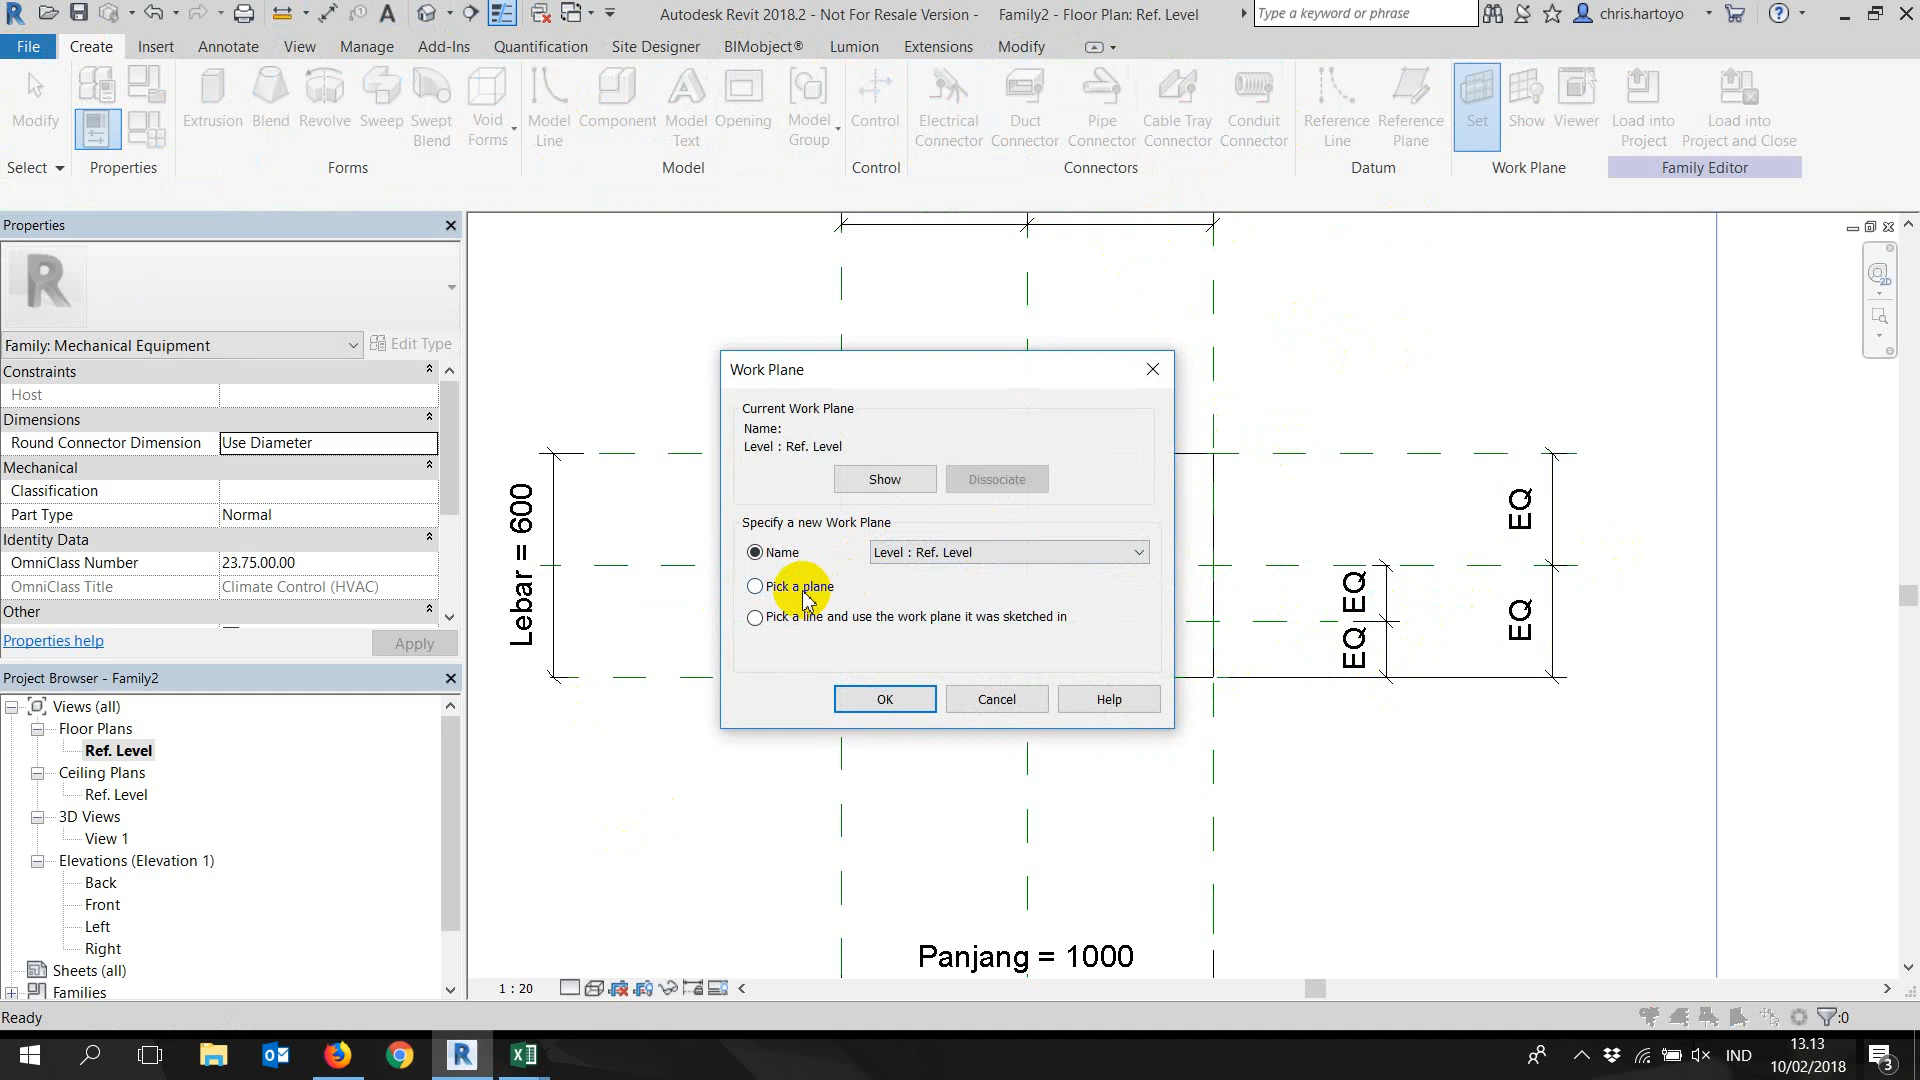 Autodesk Revit 2018.2 - Not For Resale Version - Family2 - Floor Plan: Ref. Level
Type a keyword or phrase
chris.hartoyo
File Create Insert Annotate View Manage Add-Ins Quantification Site Designer BIMobject® Lumion Extensions Modify
Modify
Extrusion Blend Revolve Sweep Swept Blend Void Forms
Model Line Component Model Text Opening Model Group
Control
Electrical Connector Duct Connector Pipe Connector Cable Tray Connector Conduit Connector
Reference Line Reference Plane
Set Show Viewer
Load into Project Load into Project and Close
Select Properties Forms Model Control Connectors Datum Work Plane Family Editor
Properties
R
Family: Mechanical Equipment
Edit Type
Constraints
Host
Dimensions
Round Connector Dimension Use Diameter
Mechanical
Classification
Part Type Normal
Identity Data
OmniClass Number 23.75.00.00
OmniClass Title Climate Control (HVAC)
Other
Properties help
Apply
Project Browser - Family2
Views (all)
Floor Plans
Ref. Level
Ceiling Plans
Ref. Level
3D Views
View 1
Elevations (Elevation 1)
Back
Front
Left
Right
Sheets (all)
Families
2D
Lebar = 600
Work Plane
Current Work Plane
Name:
Level : Ref. Level
Show Dissociate
Specify a new Work Plane
Name Level : Ref. Level
Pick a plane
Pick a line and use the work plane it was sketched in
OK Cancel Help
EQ
EQ
EQ
EQ
Panjang = 1000
1 : 20
Ready
:0
IND
13.13
10/02/2018
3